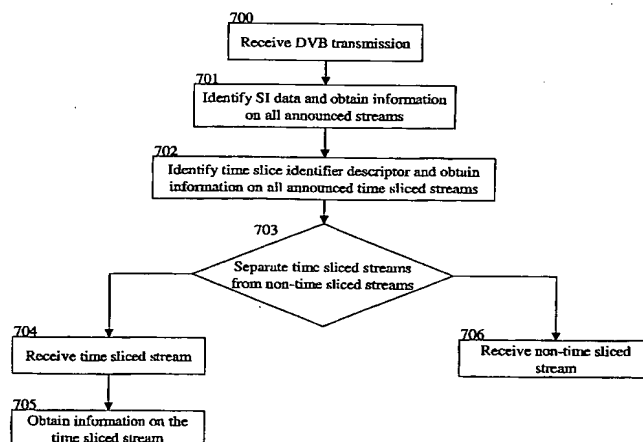 700
Receive DVB transmission
701
Identify SI data and obtain information
on all announced streams
702
Identify time slice identifier descriptor and obtain
information on all announced time sliced streams
703
Separate time sliced streams
from non-time sliced streams
704
Receive time sliced stream
706
Receive non-time sliced
stream
705
Obtain information on the
time sliced stream